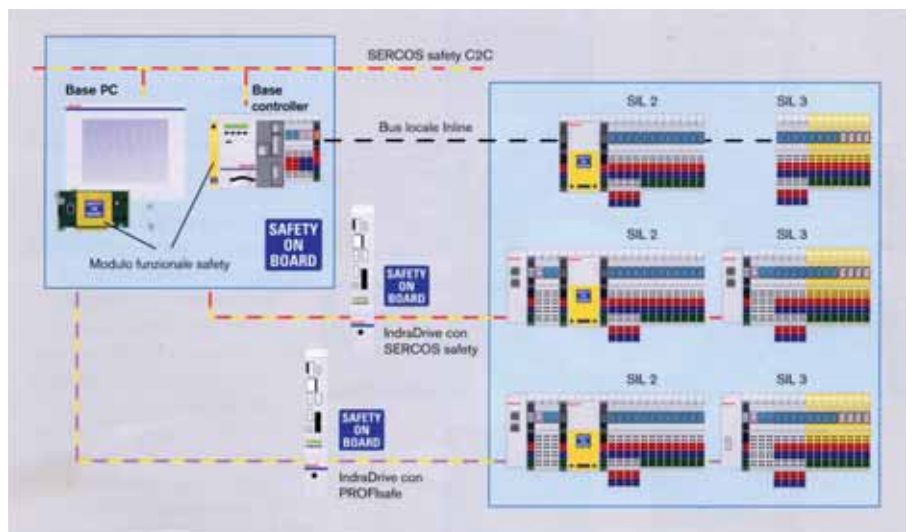 SERCOS safety C2C
Base PC
Base
controller
SIL 2
SIL 3
Bus locale Inline
SAFETY
ON
BOARD
Modulo funzionale safety
SIL 2
SIL 3
SAFETY
ON
BOARD
IndraDrive con
SERCOS safety
SIL 2
SIL 3
SAFETY
ON
BOARD
IndraDrive con
PROFIsafe